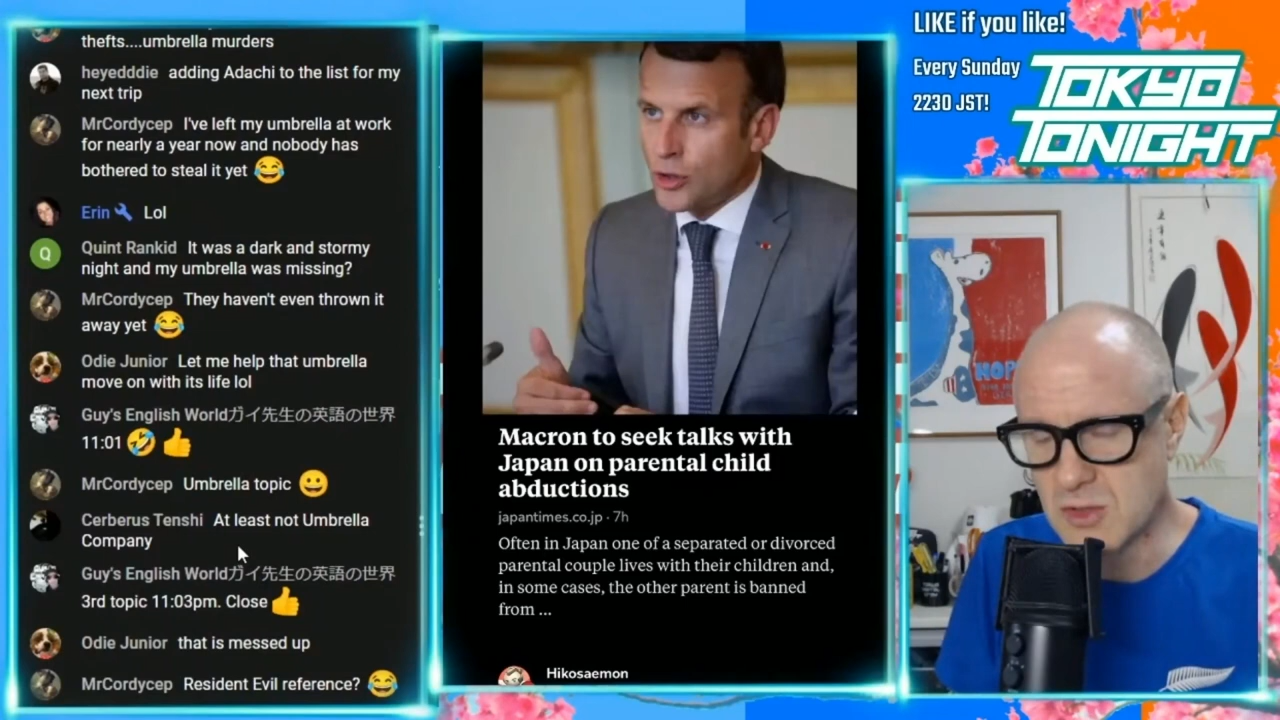 thefts....umbrella murders
heyedddie adding Adachi to the list for my
next trip
MrCordycep I've left my umbrella at work
for nearly a year now and nobody has
bothered to steal it yet 😂
Erin 🔧 Lol
Q
Quint Rankid It was a dark and stormy
night and my umbrella was missing?
MrCordycep They haven't even thrown it
away yet 😂
Odie Junior Let me help that umbrella
move on with its life lol
Guy's English Worldガイ先生の英語の世界
11:01 🤣 👍
MrCordycep Umbrella topic 😀
Cerberus Tenshi At least not Umbrella
Company
Guy's English Worldガイ先生の英語の世界
3rd topic 11:03pm. Close 👍
Odie Junior that is messed up
MrCordycep Resident Evil reference? 😂
Macron to seek talks with
Japan on parental child
abductions
japantimes.co.jp · 7h
Often in Japan one of a separated or divorced
parental couple lives with their children and,
in some cases, the other parent is banned
from ...
Hikosaemon
LIKE if you like!
Every Sunday
2230 JST!
TOKYO
TONIGHT